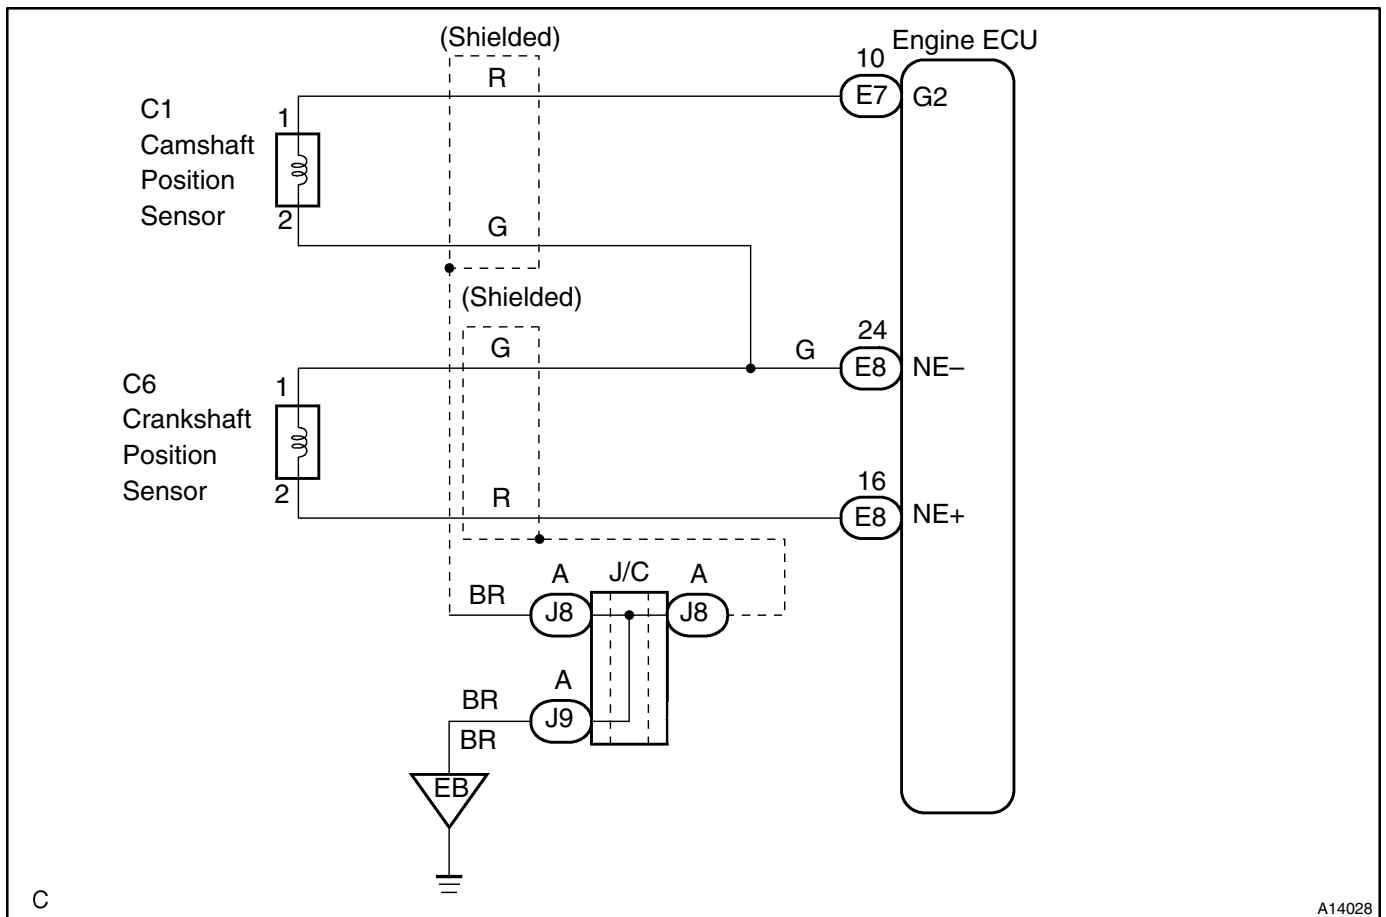 (Shielded)
Engine ECU
R
10
E7
G2
C1
Camshaft
Position
Sensor
1
2
G
(Shielded)
G
G
24
E8
NE–
C6
Crankshaft
Position
Sensor
1
2
R
16
E8
NE+
A
J/C
A
BR
J8
J8
A
BR
J9
BR
EB
C
A14028